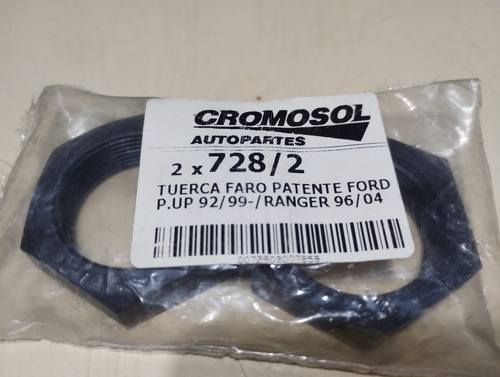 CROMOSOL
AUTOPARTES
2 x 728/2
TUERCA FARO PATENTE FORD
P.UP 92/99-/RANGER 96/04